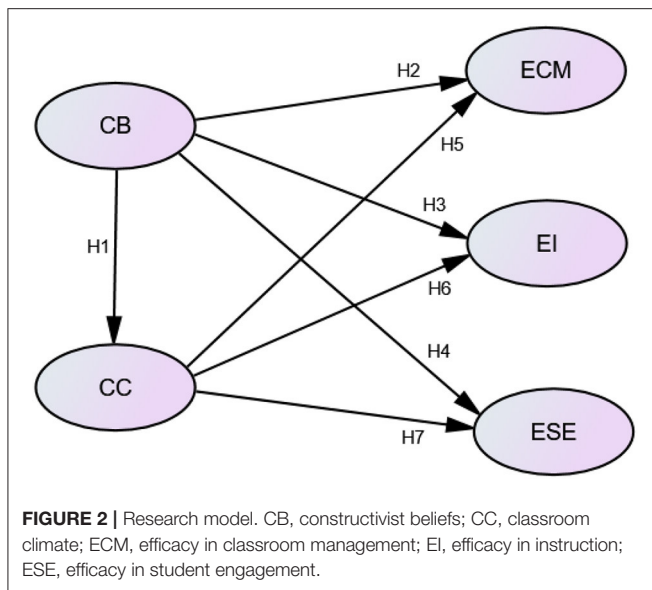 ECM
H2
CB
H5
H3
H1
EI
H6
H4
CC
H7
ESE
FIGURE 2 | Research model. CB, constructivist beliefs; CC, classroom
climate; ECM, efficacy in classroom management; EI, efficacy in instruction;
ESE, efficacy in student engagement.